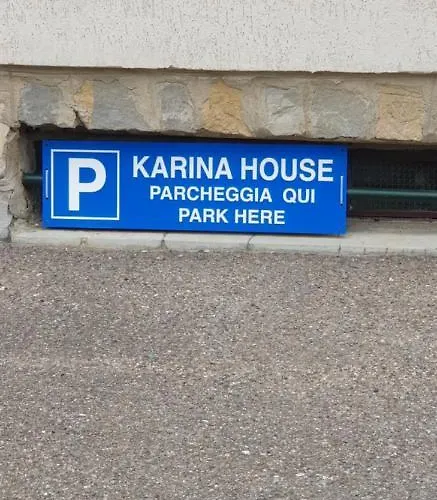 P
KARINA HOUSE
PARCHEGGIA QUI
PARK HERE